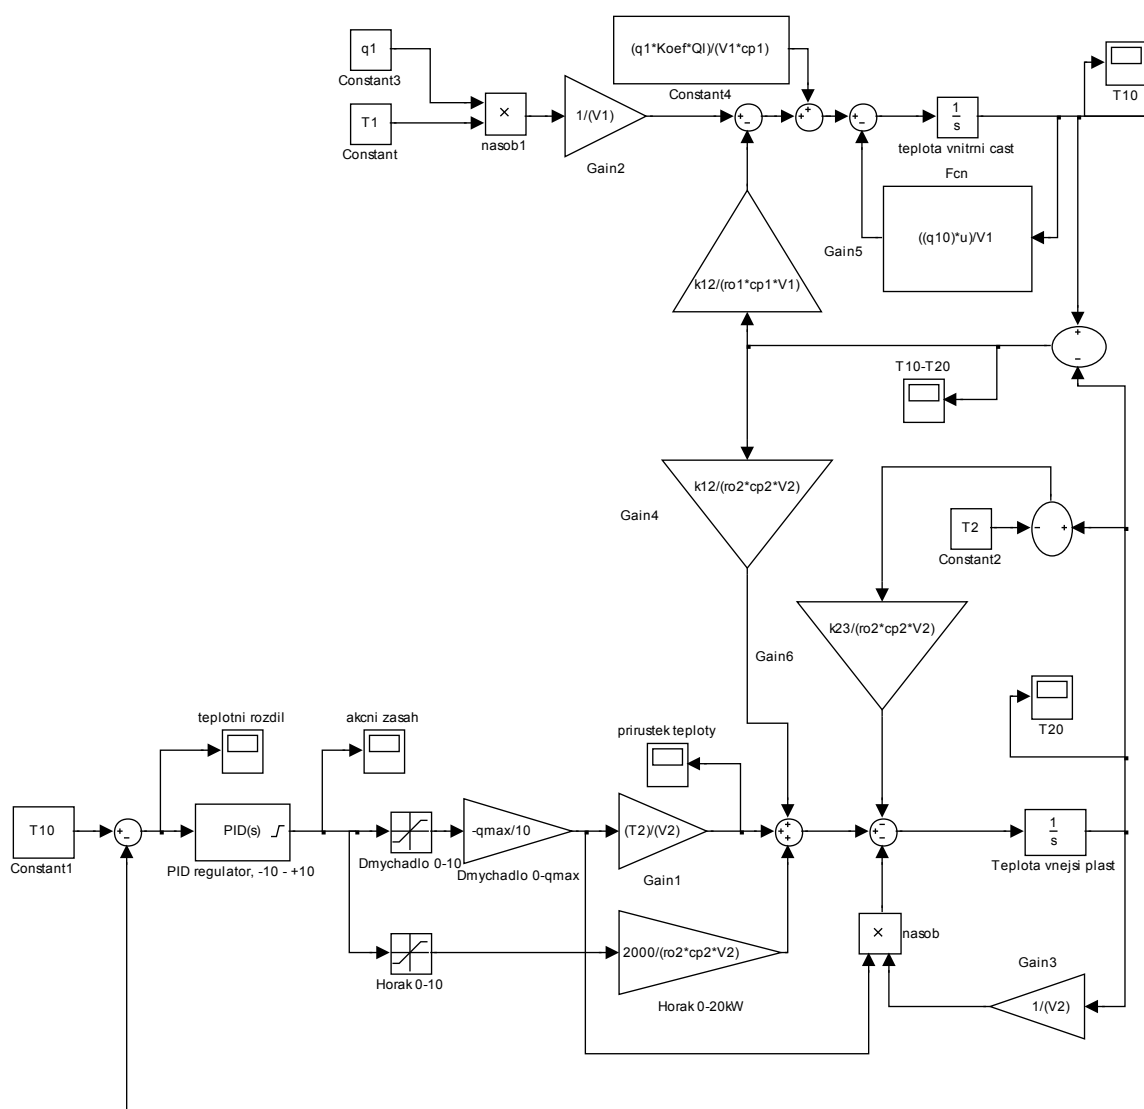 q1
Constant3
T1
Constant
×
nasob1
1/(V1)
Gain2
(q1*Koef*Ql)/(V1*cp1)
Constant4
+
−
+
+
+
−
1
s
teplota vnitrni cast
T10
Fcn
((q10)*u)/V1
Gain5
k12/(ro1*cp1*V1)
+
−
T10-T20
k12/(ro2*cp2*V2)
Gain4
T2
Constant2
−
+
k23/(ro2*cp2*V2)
Gain6
T20
teplotni rozdil
akcni zasah
prirustek teploty
T10
Constant1
+
−
PID(s)
PID regulator, -10 - +10
Dmychadlo 0-10
-qmax/10
Dmychadlo 0-qmax
(T2)/(V2)
Gain1
+
+
+
+
−
−
1
s
Teplota vnejsi plast
Horak 0-10
2000/(ro2*cp2*V2)
Horak 0-20kW
×
nasob
Gain3
1/(V2)